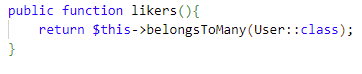 public function likers(){
    return $this->belongsToMany(User::class);
}